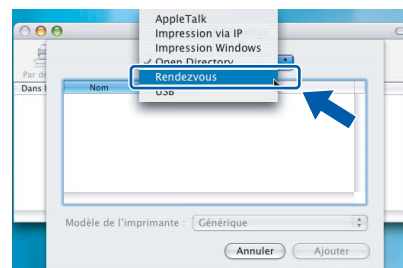 AppleTalk
Impression via IP
Impression Windows
✓ Open Directory
Rendezvous
USB
Par dé
Dans l
Nom
Modèle de l'imprimante : Générique
Annuler Ajouter